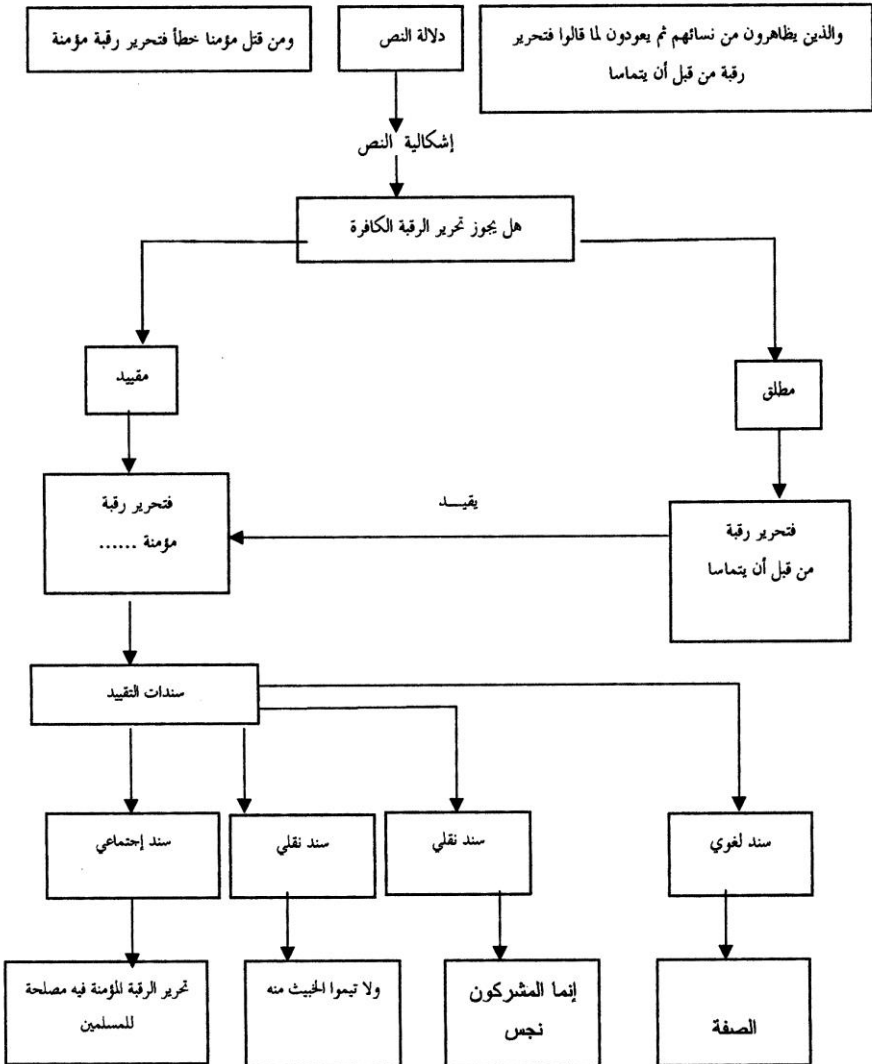 والذين يظاهرون من نسائهم ثم يعودون لما قالوا فتحرير
رقبة من قبل أن يتماسا
دلالة النص
ومن قتل مؤمنا خطأ فتحرير رقبة مؤمنة
إشكالية النص
هل يجوز تحرير الرقبة الكافرة
مطلق
مقييد
فتحرير رقبة
من قبل أن يتماسا
يقيـــد
فتحرير رقبة
مؤمنة ......
سندات التقييد
سند لغوي
سند نقلي
سند نقلي
سند إجتماعي
الصفة
إنما المشركون
نجس
ولا تيمموا الخبيث منه
تحرير الرقبة المؤمنة فيه مصلحة
للمسلمين